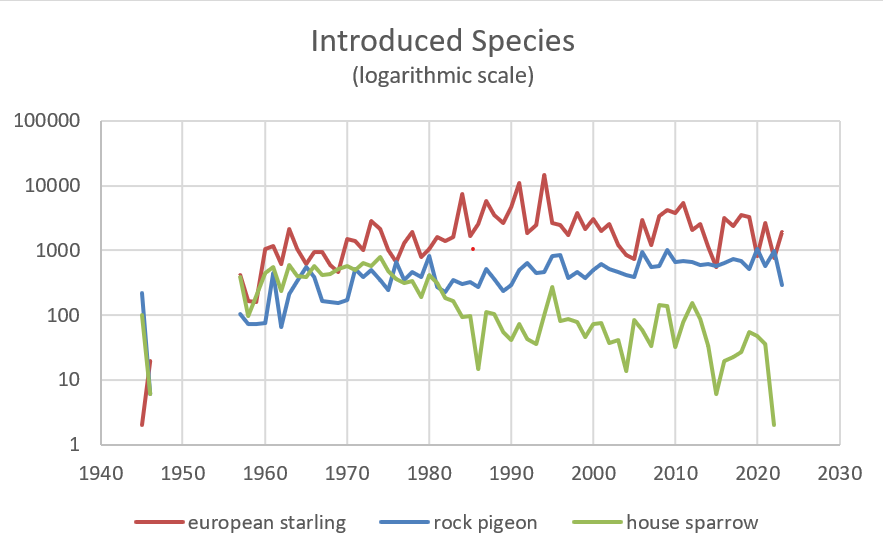 Introduced Species
(logarithmic scale)
100000
10000
1000
100
10
1
1940 1950 1960 1970 1980 1990 2000 2010 2020 2030
european starling rock pigeon house sparrow